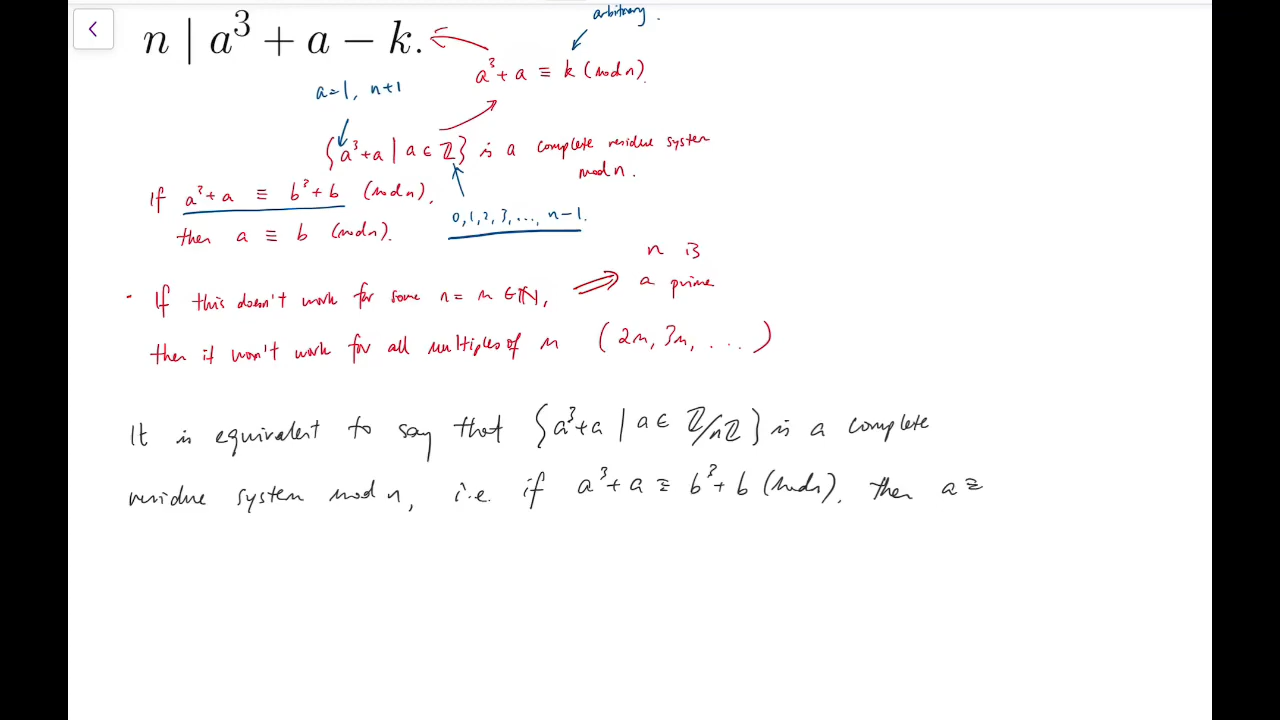 arbitrary.
n | a³ + a − k.
a³ + a ≡ k (mod n).
a=1, n+1
{a³+a | a ∈ ℤ} is a complete residue system
mod n.
If a³ + a ≡ b³ + b (mod n),
0, 1, 2, 3, ..., n−1.
then a ≡ b (mod n).
n is
a prime
· If this doesn't work for some n = m ∈ ℕ, ⟹
then it won't work for all multiples of m (2m, 3m, ....)
It is equivalent to say that {a³+a | a ∈ ℤ/nℤ} is a complete
residue system mod n, i.e. if a³ + a ≡ b³ + b (mod n), then a ≡